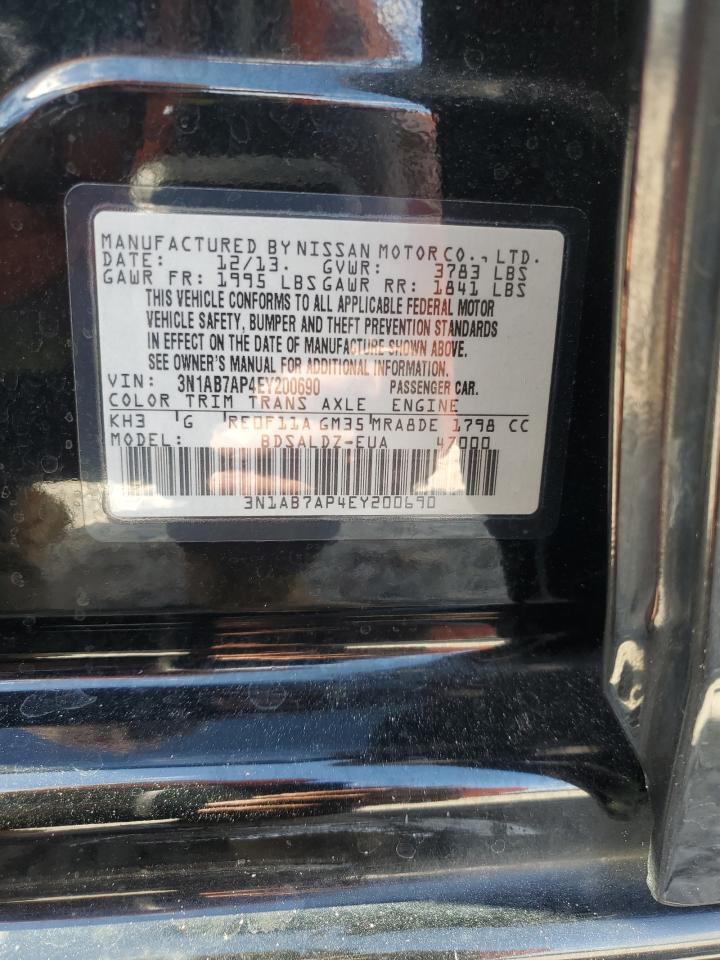 MANUFACTURED BY NISSAN MOTOR CO., LTD.
DATE: 12/13. GVWR: 3783 LBS
GAWR FR: 1995 LBS GAWR RR: 1841 LBS
THIS VEHICLE CONFORMS TO ALL APPLICABLE FEDERAL MOTOR
VEHICLE SAFETY, BUMPER AND THEFT PREVENTION STANDARDS
IN EFFECT ON THE DATE OF MANUFACTURE SHOWN ABOVE.
SEE OWNER'S MANUAL FOR ADDITIONAL INFORMATION.
VIN: 3N1AB7AP4EY200690 PASSENGER CAR.
COLOR TRIM TRANS AXLE ENGINE
KH3 G RE0F11A GM35 MRA8DE 1798 CC
MODEL: BDSALDZ-EUA 47000
3N1AB7AP4EY200690